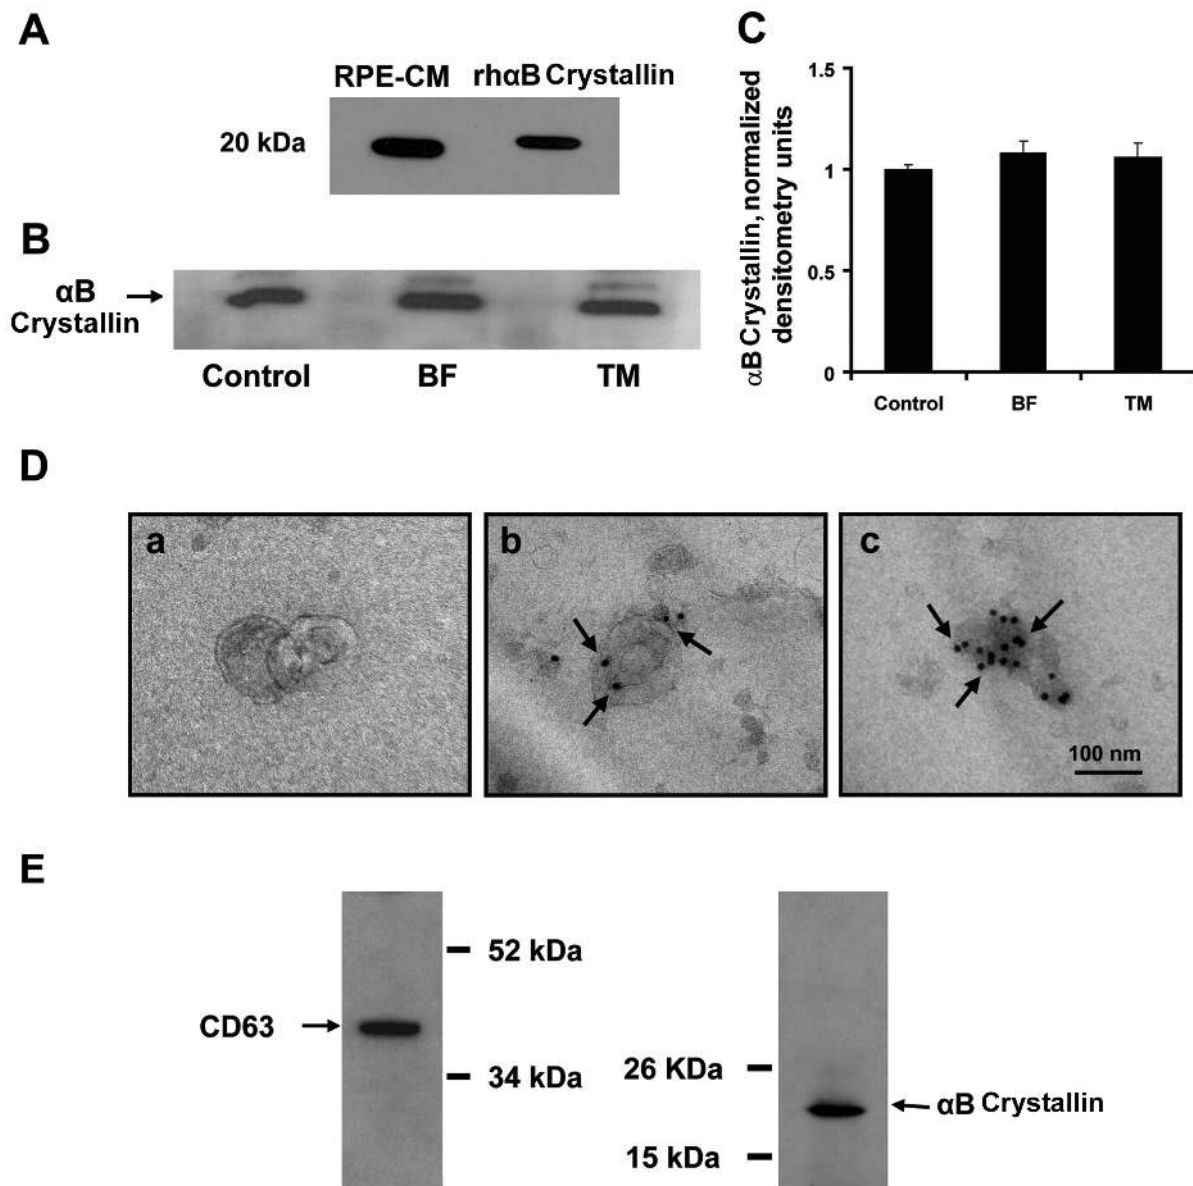 A
RPE-CM rhαB Crystallin
20 kDa
B
αB
Crystallin
Control BF TM
C
αB Crystallin, normalized
densitometry units
1.5
1
0.5
0
Control BF TM
D
a b c
100 nm
E
CD63
52 kDa
34 kDa
26 KDa
15 kDa
αB Crystallin